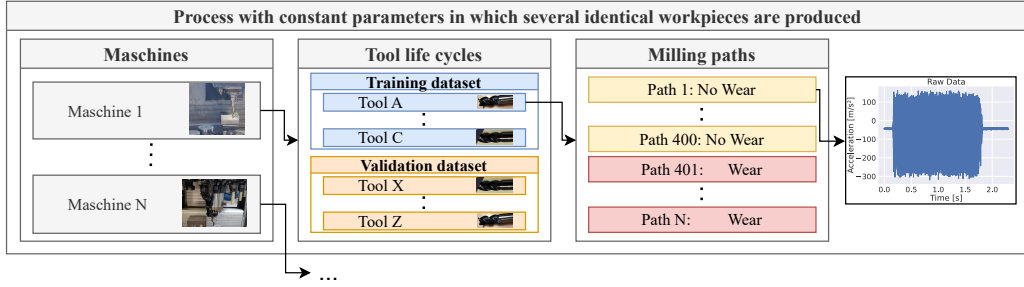 Process with constant parameters in which several identical workpieces are produced
Maschines
Maschine 1
Maschine N
Tool life cycles
Training dataset
Tool A
Tool C
Validation dataset
Tool X
Tool Z
Milling paths
Path 1: No Wear
Path 400: No Wear
Path 401: Wear
Path N: Wear
Raw Data
Acceleration [m/s²]
100
0
−100
−200
−300
0.0 0.5 1.0 1.5 2.0
Time [s]
...